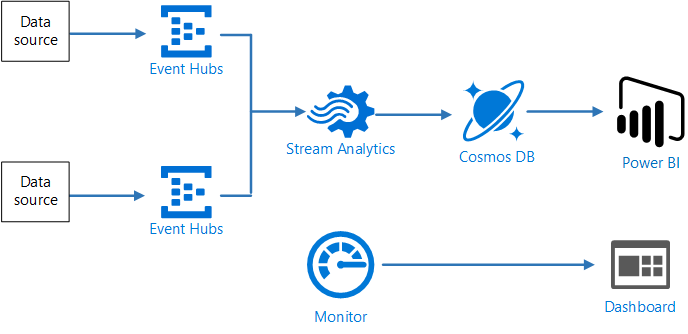 Data
source
Event Hubs
Stream Analytics
Cosmos DB
Power BI
Data
source
Event Hubs
Monitor
Dashboard